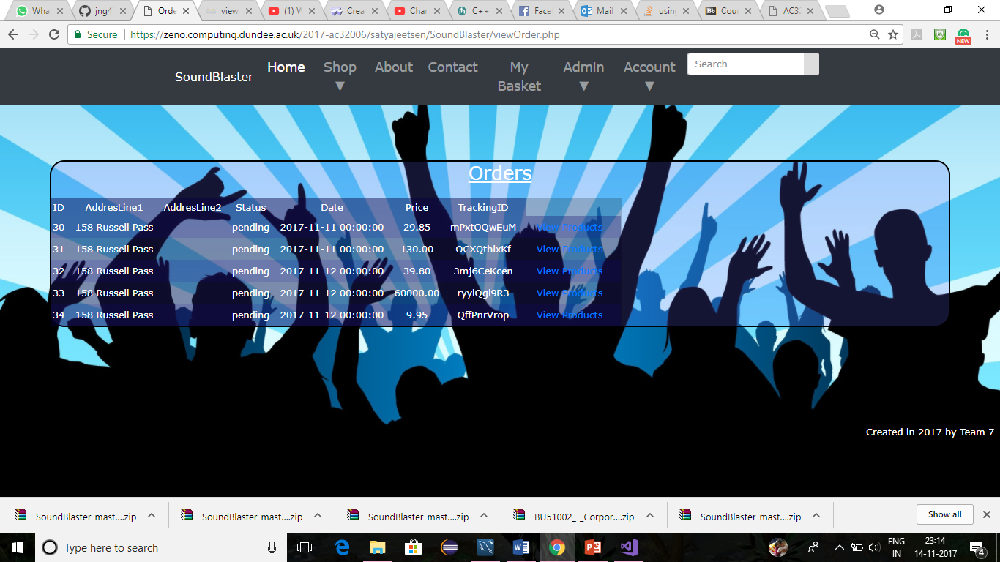 Wha
jng4
Orde
view
(1) W
Crea
Char
C++
Face
Mail
using
Cour
AC32
Secure | https://zeno.computing.dundee.ac.uk/2017-ac32006/satyajeetsen/SoundBlaster/viewOrder.php
NEW
SoundBlaster Home Shop ▼ About Contact My Basket Admin ▼ Account ▼ Search
Orders
ID AddresLine1 AddresLine2 Status Date Price TrackingID
30 158 Russell Pass pending 2017-11-11 00:00:00 29.85 mPxtOQwEuM View Products
31 158 Russell Pass pending 2017-11-11 00:00:00 130.00 OCXQthlxKf View Products
32 158 Russell Pass pending 2017-11-12 00:00:00 39.80 3mj6CeKcen View Products
33 158 Russell Pass pending 2017-11-12 00:00:00 60000.00 ryyiQgl9R3 View Products
34 158 Russell Pass pending 2017-11-12 00:00:00 9.95 QffPnrVrop View Products
Created in 2017 by Team 7
SoundBlaster-mast....zip
SoundBlaster-mast....zip
SoundBlaster-mast....zip
BU51002_-_Corpor....zip
SoundBlaster-mast....zip
Show all
Type here to search
ENG
IN
23:14
14-11-2017
4